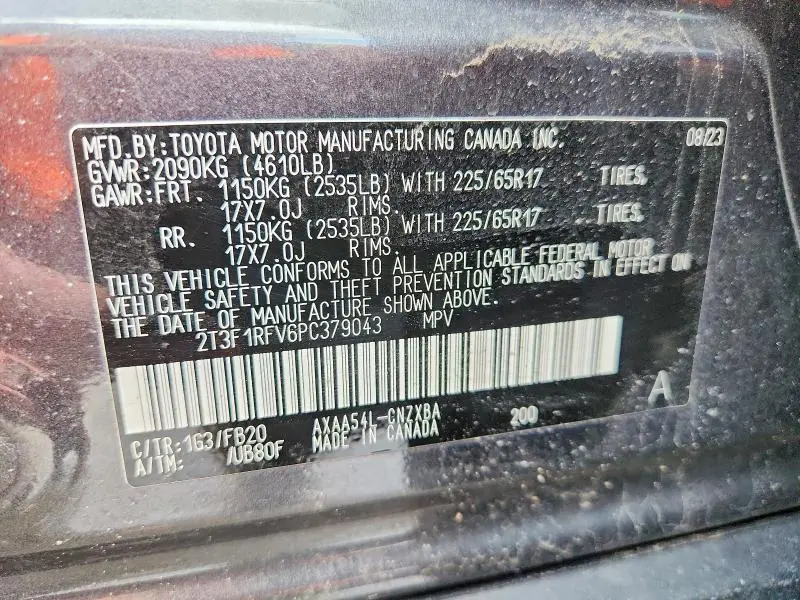 MFD.BY:TOYOTA MOTOR MANUFACTURING CANADA INC. 08/23
GVWR:2090KG (4610LB)
GAWR:FRT. 1150KG (2535LB) WITH 225/65R17 TIRES,
17X7.0J RIMS.
RR. 1150KG (2535LB) WITH 225/65R17 TIRES,
17X7.0J RIMS.
THIS VEHICLE CONFORMS TO ALL APPLICABLE FEDERAL MOTOR
VEHICLE SAFETY AND THEFT PREVENTION STANDARDS IN EFFECT ON
THE DATE OF MANUFACTURE SHOWN ABOVE.
2T3F1RFV6PC379043 MPV
C/TR:1G3/FB20 AXAA54L-CNZXBA 200 A
A/TM: /UB80F MADE IN CANADA